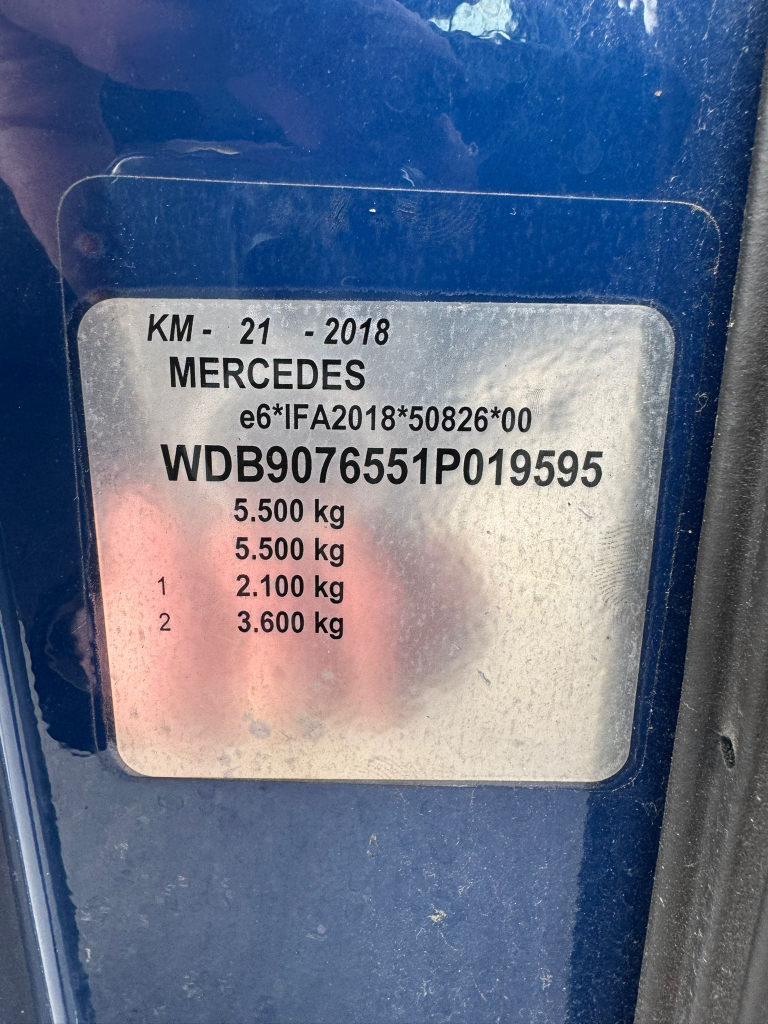 KM - 21 - 2018
MERCEDES
e6*IFA2018*50826*00
WDB9076551P019595
5.500 kg
5.500 kg
1 2.100 kg
2 3.600 kg